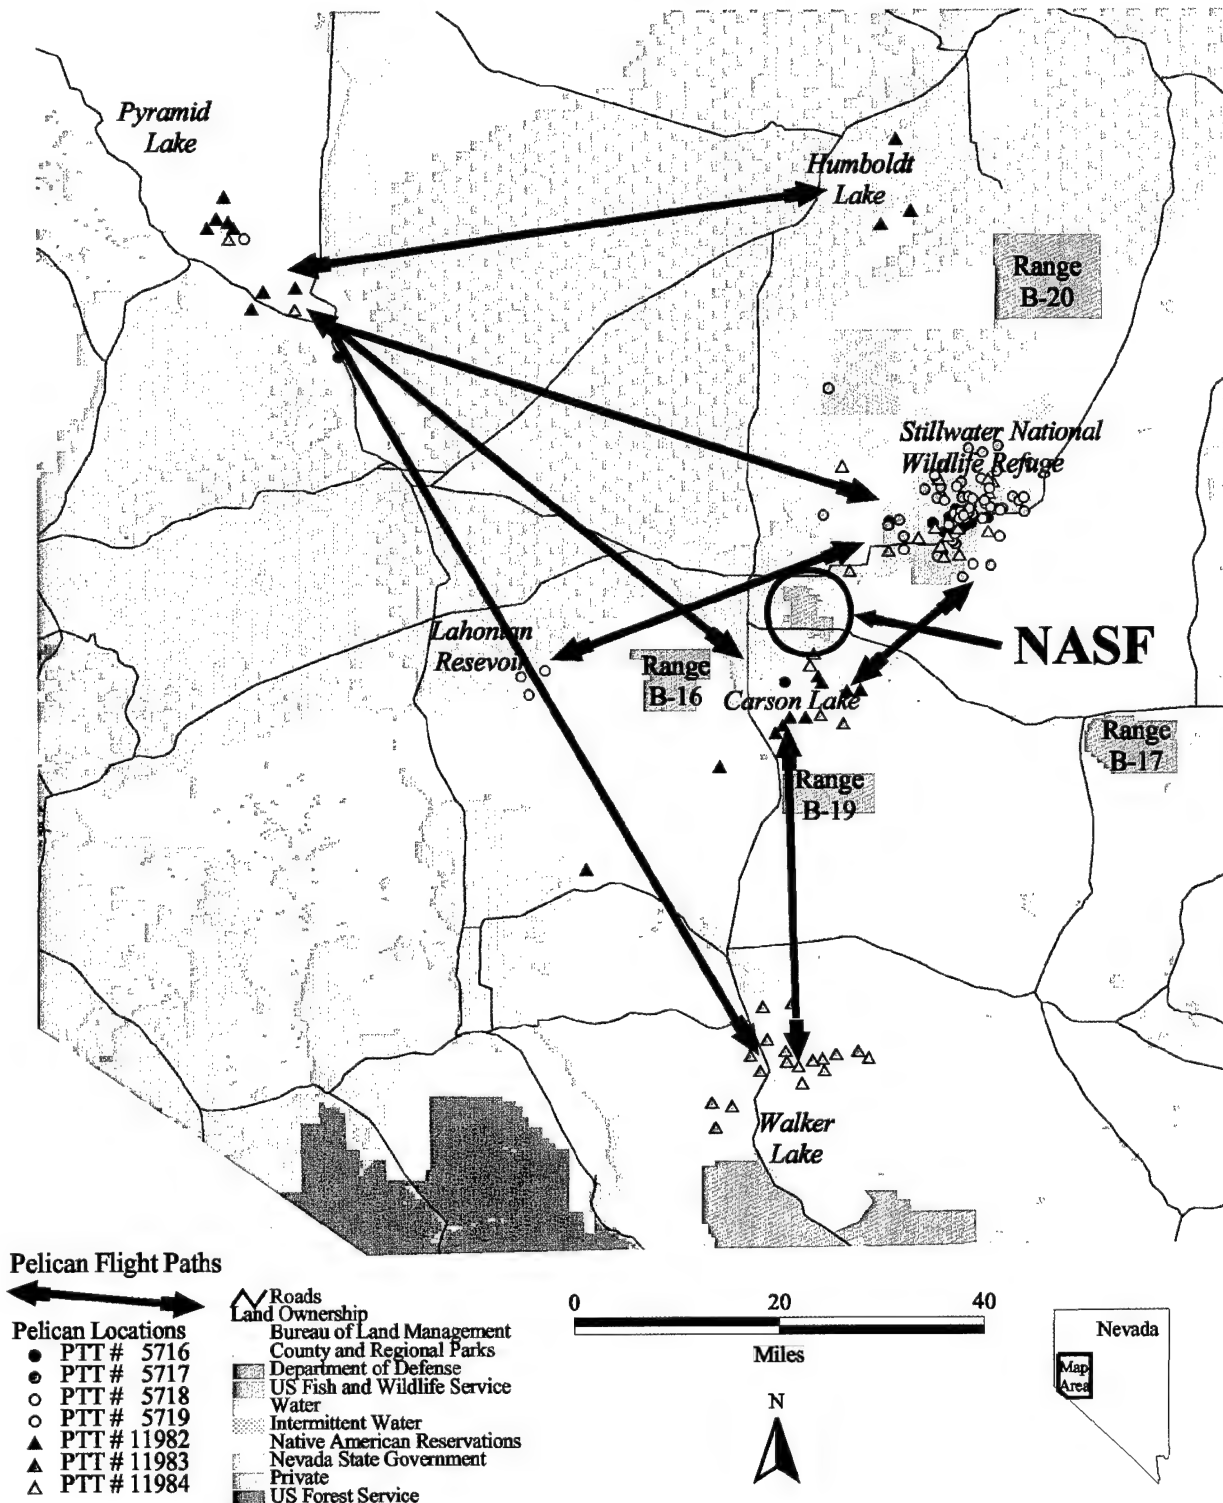 Pyramid
Lake
Humboldt
Lake
Range
B-20
Stillwater National
Wildlife Refuge
NASF
Lahontan
Resevoir
Range
B-16
Carson Lake
Range
B-17
Range
B-19
Walker
Lake
Pelican Flight Paths
Pelican Locations
PTT # 5716
PTT # 5717
PTT # 5718
PTT # 5719
PTT # 11982
PTT # 11983
PTT # 11984
Roads
Land Ownership
Bureau of Land Management
County and Regional Parks
Department of Defense
US Fish and Wildlife Service
Water
Intermittent Water
Native American Reservations
Nevada State Government
Private
US Forest Service
0 20 40
Miles
N
Nevada
Map
Area